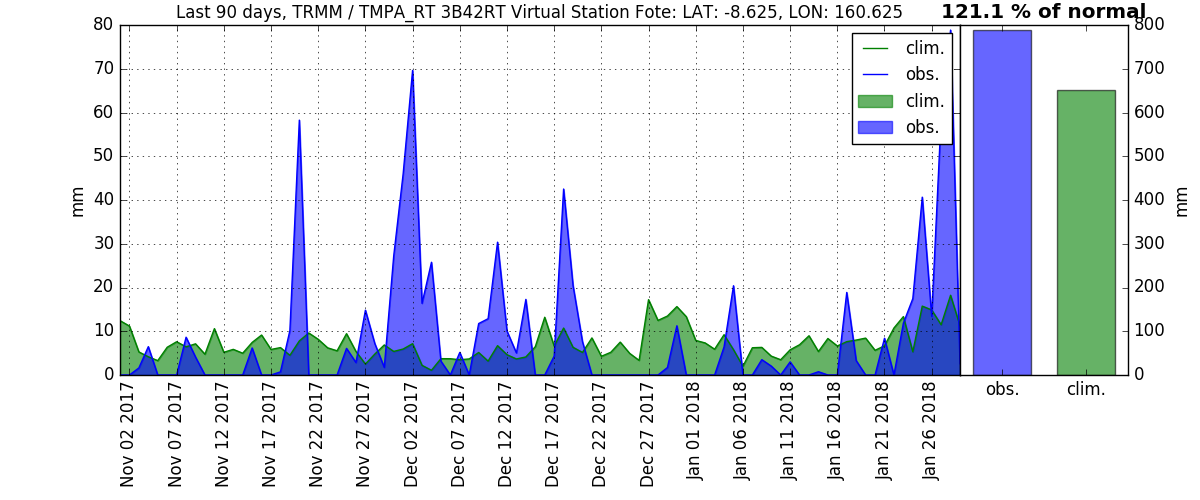 Last 90 days, TRMM / TMPA_RT 3B42RT Virtual Station Fote: LAT: -8.625, LON: 160.625
121.1 % of normal
clim.
obs.
clim.
obs.
80
70
60
50
40
30
20
10
0
mm
800
700
600
500
400
300
200
100
0
mm
Nov 02 2017
Nov 07 2017
Nov 12 2017
Nov 17 2017
Nov 22 2017
Nov 27 2017
Dec 02 2017
Dec 07 2017
Dec 12 2017
Dec 17 2017
Dec 22 2017
Dec 27 2017
Jan 01 2018
Jan 06 2018
Jan 11 2018
Jan 16 2018
Jan 21 2018
Jan 26 2018
obs.
clim.